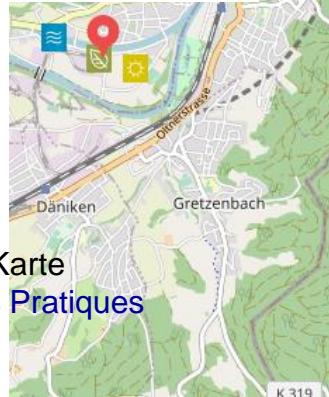 Oltnerstrasse
Däniken
Gretzenbach
Karte
Pratiques
K 319